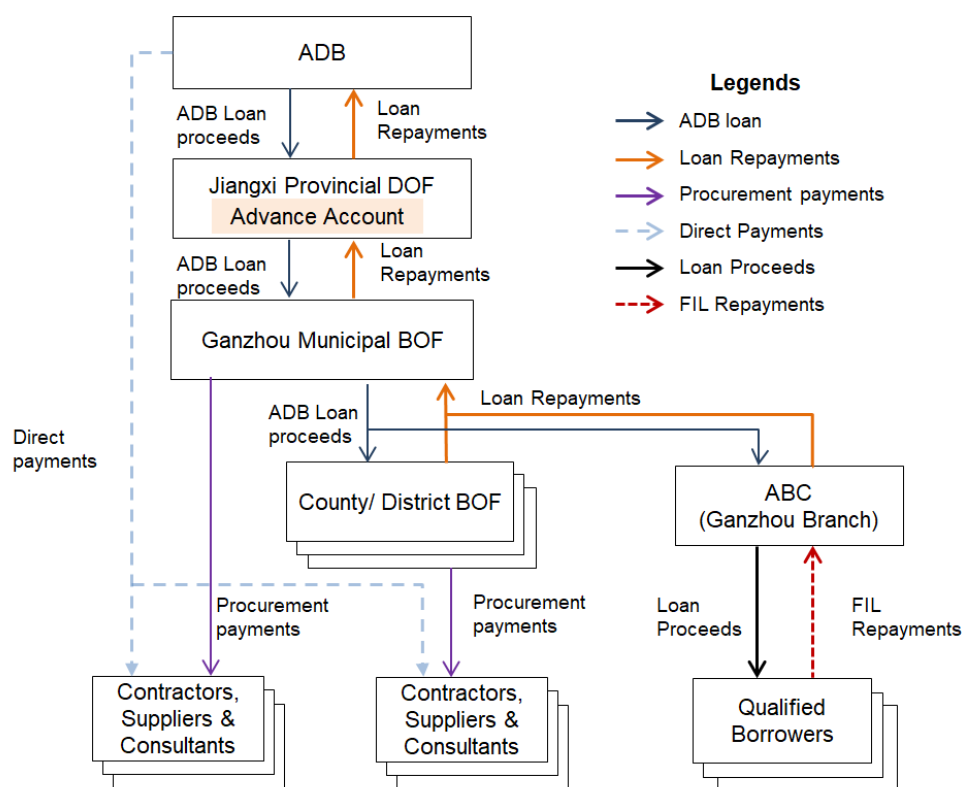 ADB
Legends
ADB Loan
proceeds
Loan
Repayments
ADB loan
Loan Repayments
Procurement payments
Direct Payments
Loan Proceeds
FIL Repayments
Jiangxi Provincial DOF
Advance Account
ADB Loan
proceeds
Loan
Repayments
Ganzhou Municipal BOF
Direct
payments
ADB Loan
proceeds
Loan Repayments
County/ District BOF
ABC
(Ganzhou Branch)
Procurement
payments
Procurement
payments
Loan
Proceeds
FIL
Repayments
Contractors,
Suppliers &
Consultants
Contractors,
Suppliers &
Consultants
Qualified
Borrowers